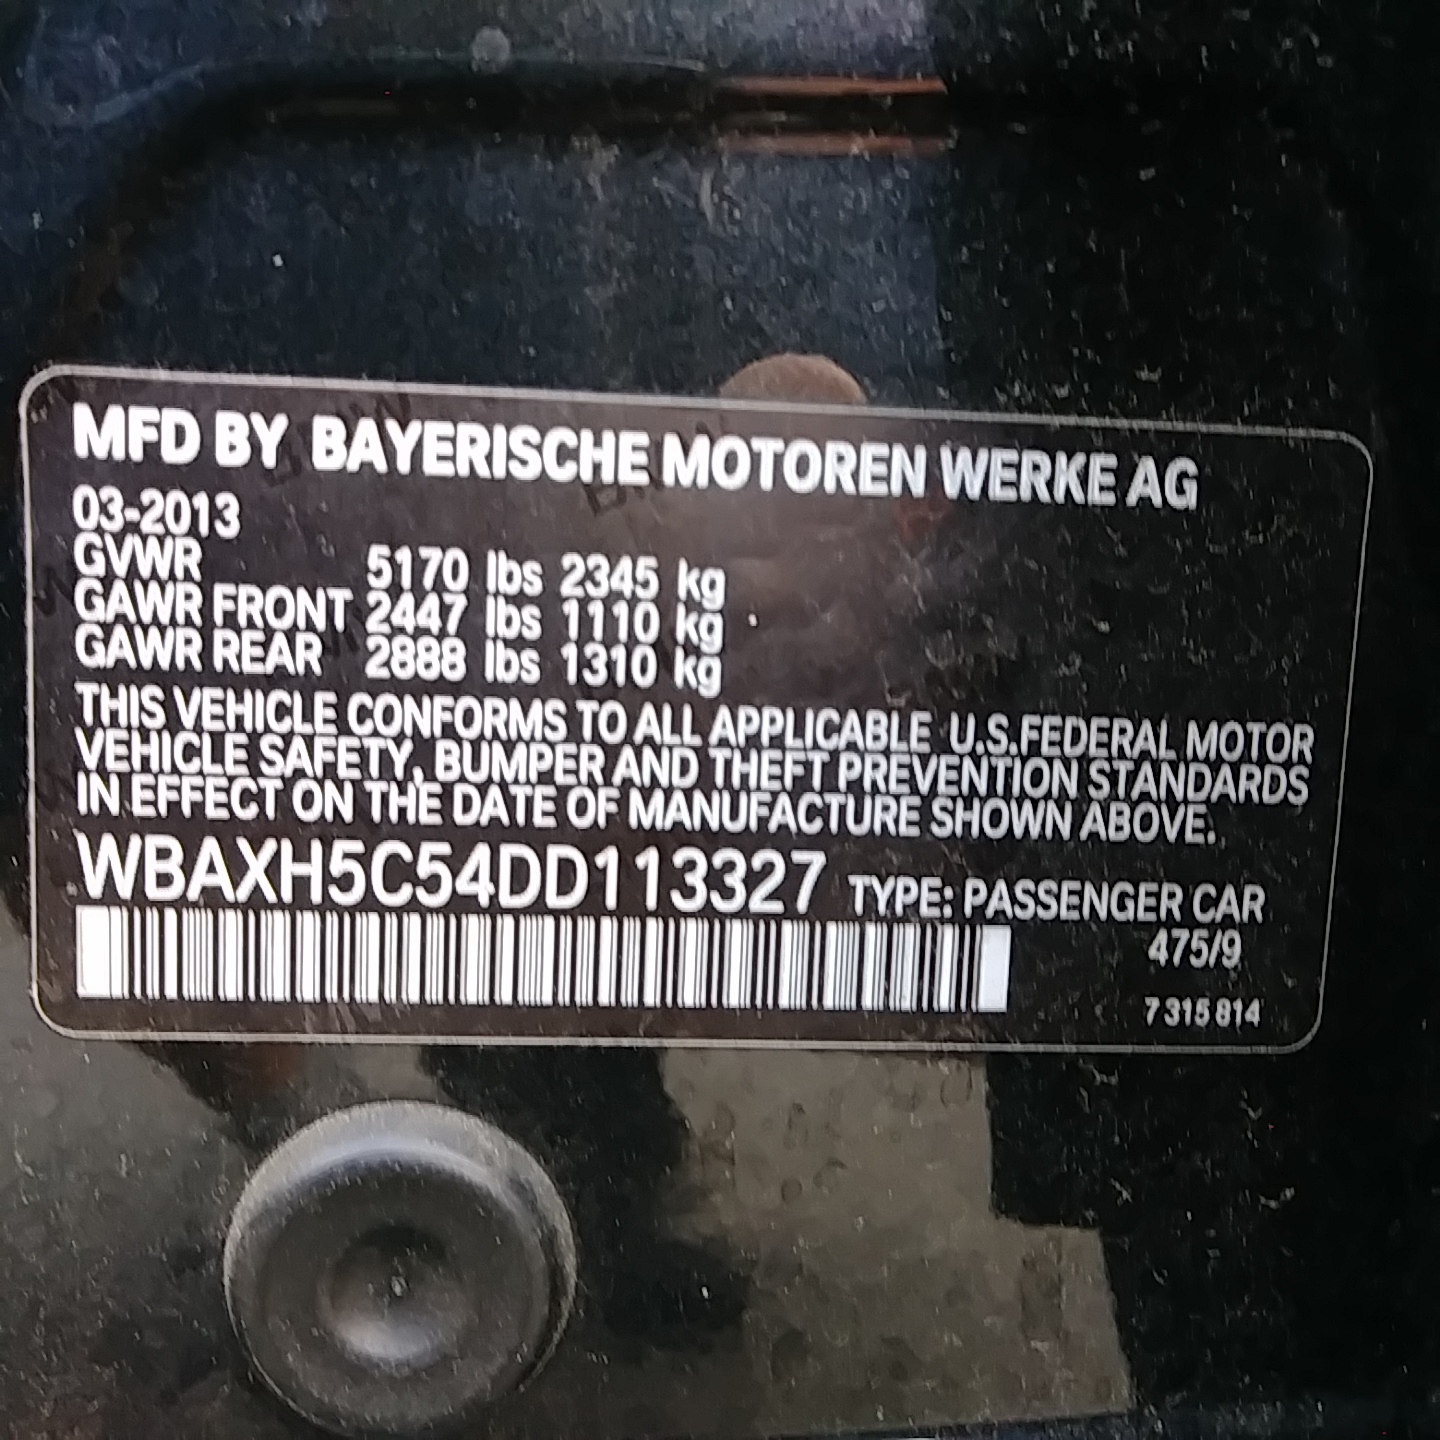 MFD BY BAYERISCHE MOTOREN WERKE AG
03-2013
GVWR 5170 lbs 2345 kg
GAWR FRONT 2447 lbs 1110 kg
GAWR REAR 2888 lbs 1310 kg
THIS VEHICLE CONFORMS TO ALL APPLICABLE U.S.FEDERAL MOTOR
VEHICLE SAFETY, BUMPER AND THEFT PREVENTION STANDARDS
IN EFFECT ON THE DATE OF MANUFACTURE SHOWN ABOVE.
WBAXH5C54DD113327 TYPE: PASSENGER CAR
475/9
7 315 814